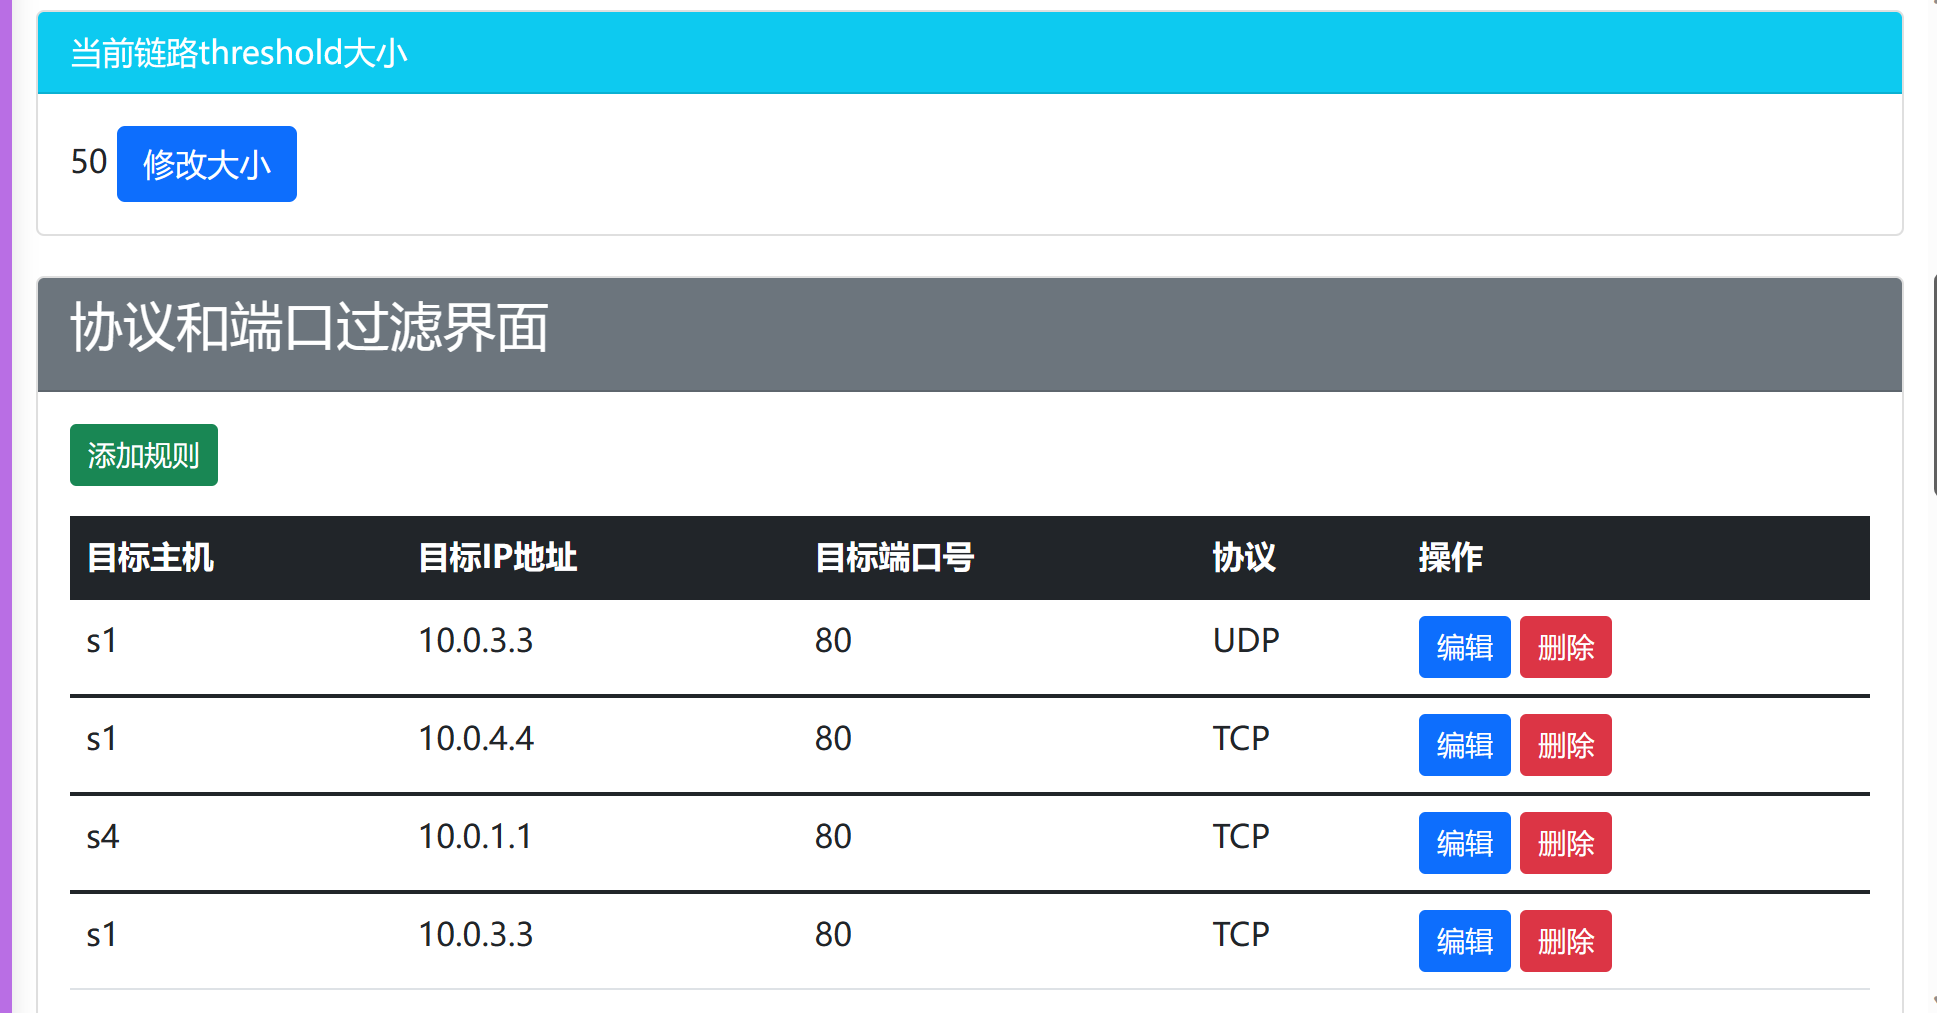 当前链路threshold大小
50 修改大小
协议和端口过滤界面
添加规则
目标主机 目标IP地址 目标端口号 协议 操作
s1 10.0.3.3 80 UDP 编辑 删除
s1 10.0.4.4 80 TCP 编辑 删除
s4 10.0.1.1 80 TCP 编辑 删除
s1 10.0.3.3 80 TCP 编辑 删除